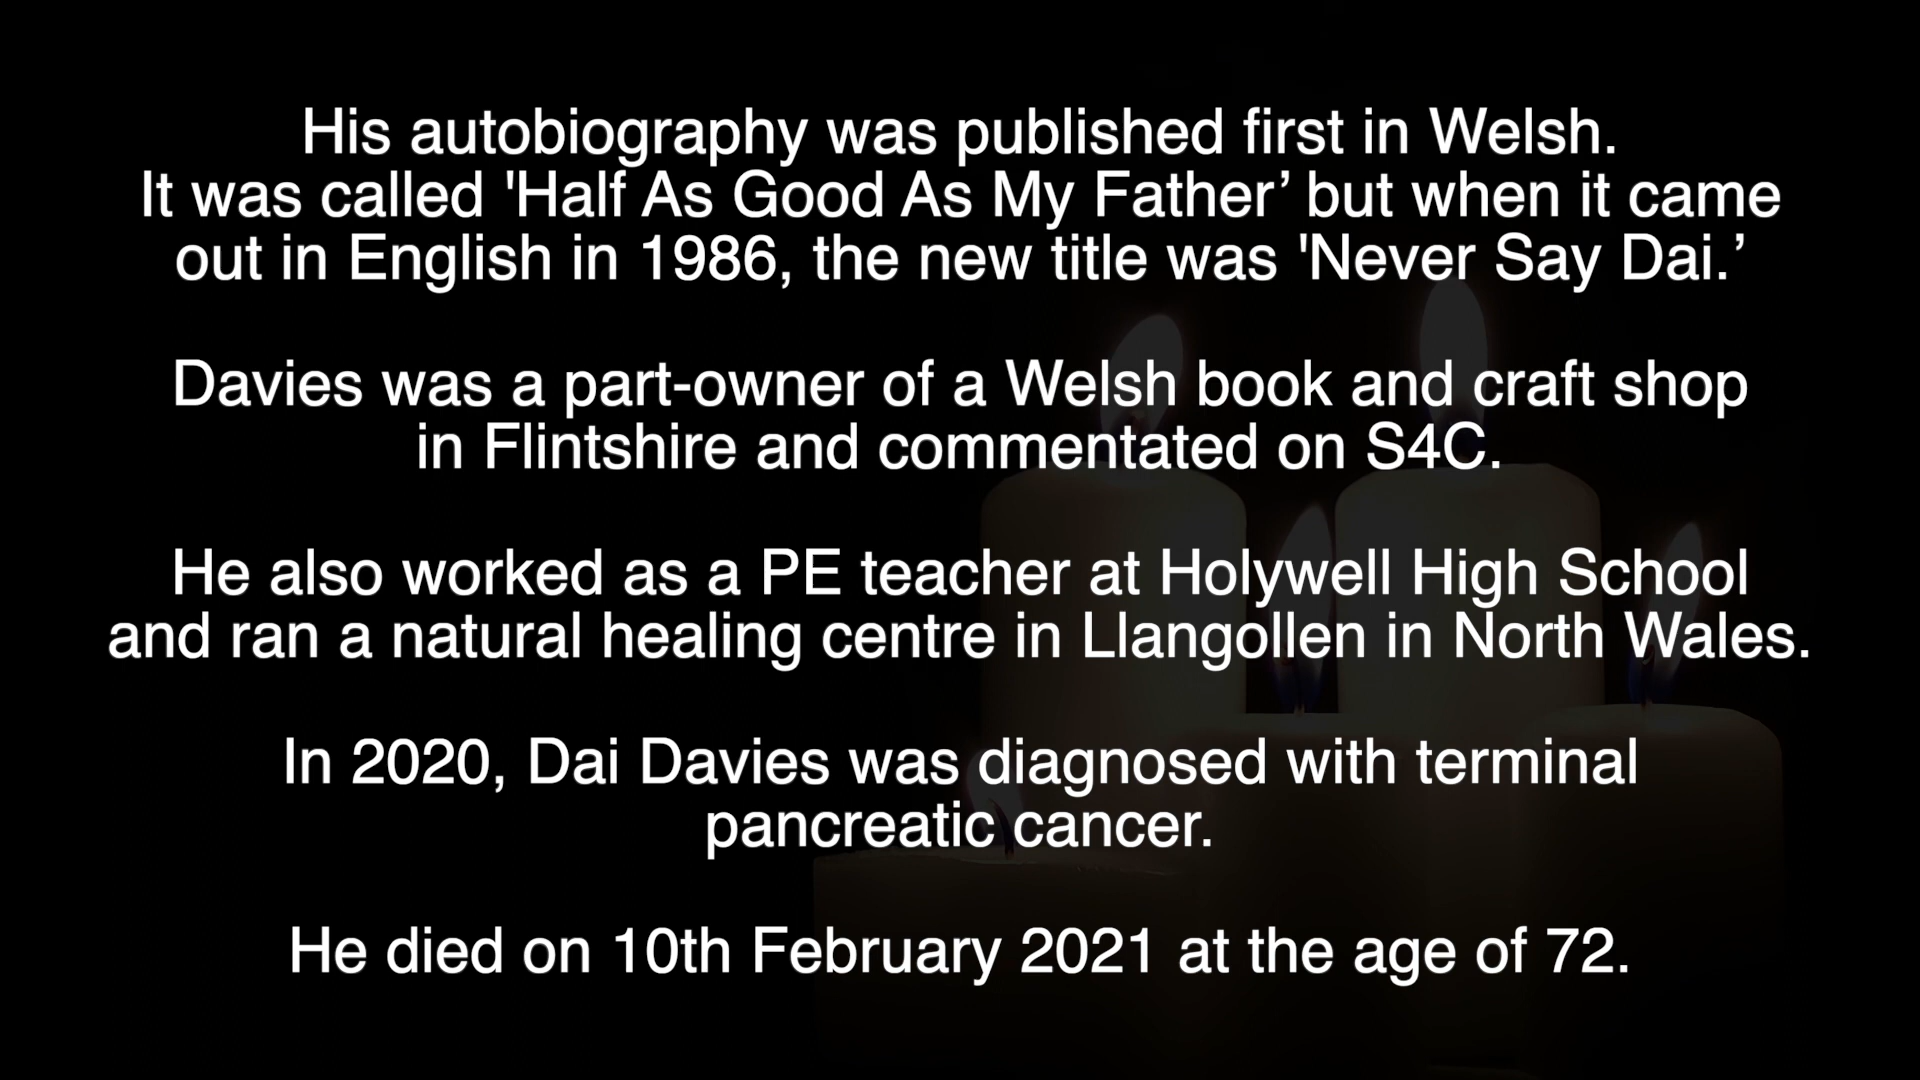 His autobiography was published first in Welsh.
It was called 'Half As Good As My Father’ but when it came
out in English in 1986, the new title was 'Never Say Dai.’
Davies was a part-owner of a Welsh book and craft shop
in Flintshire and commentated on S4C.
He also worked as a PE teacher at Holywell High School
and ran a natural healing centre in Llangollen in North Wales.
In 2020, Dai Davies was diagnosed with terminal
pancreatic cancer.
He died on 10th February 2021 at the age of 72.